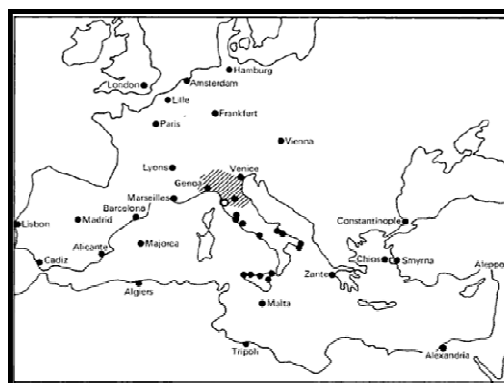 Hamburg
London
Amsterdam
Lille
Paris
Frankfurt
Vienna
Lyons
Venice
Genoa
Marseilles
Barcelona
Lisbon
Madrid
Constantinople
Alicante
Majorca
Cadiz
Zante
Chios
Smyrna
Aleppo
Algiers
Malta
Tripoli
Alexandria